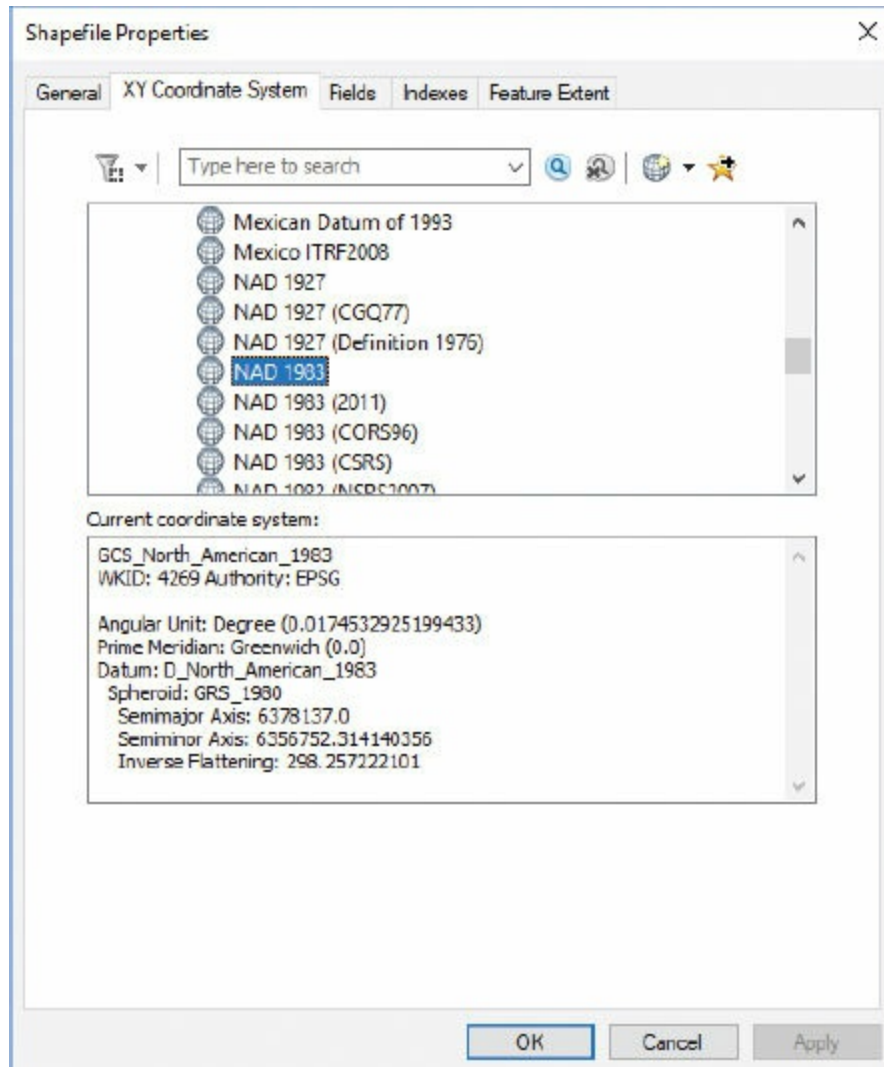 Shapefile Properties
General XY Coordinate System Fields Indexes Feature Extent
Type here to search
Mexican Datum of 1993
Mexico ITRF2008
NAD 1927
NAD 1927 (CGQ77)
NAD 1927 (Definition 1976)
NAD 1983
NAD 1983 (2011)
NAD 1983 (CORS96)
NAD 1983 (CSRS)
NAD 1983 (NSRS2007)
Current coordinate system:
GCS_North_American_1983
WKID: 4269 Authority: EPSG
Angular Unit: Degree (0.0174532925199433)
Prime Meridian: Greenwich (0.0)
Datum: D_North_American_1983
Spheroid: GRS_1980
Semimajor Axis: 6378137.0
Semiminor Axis: 6356752.314140356
Inverse Flattening: 298.257222101
OK Cancel Apply